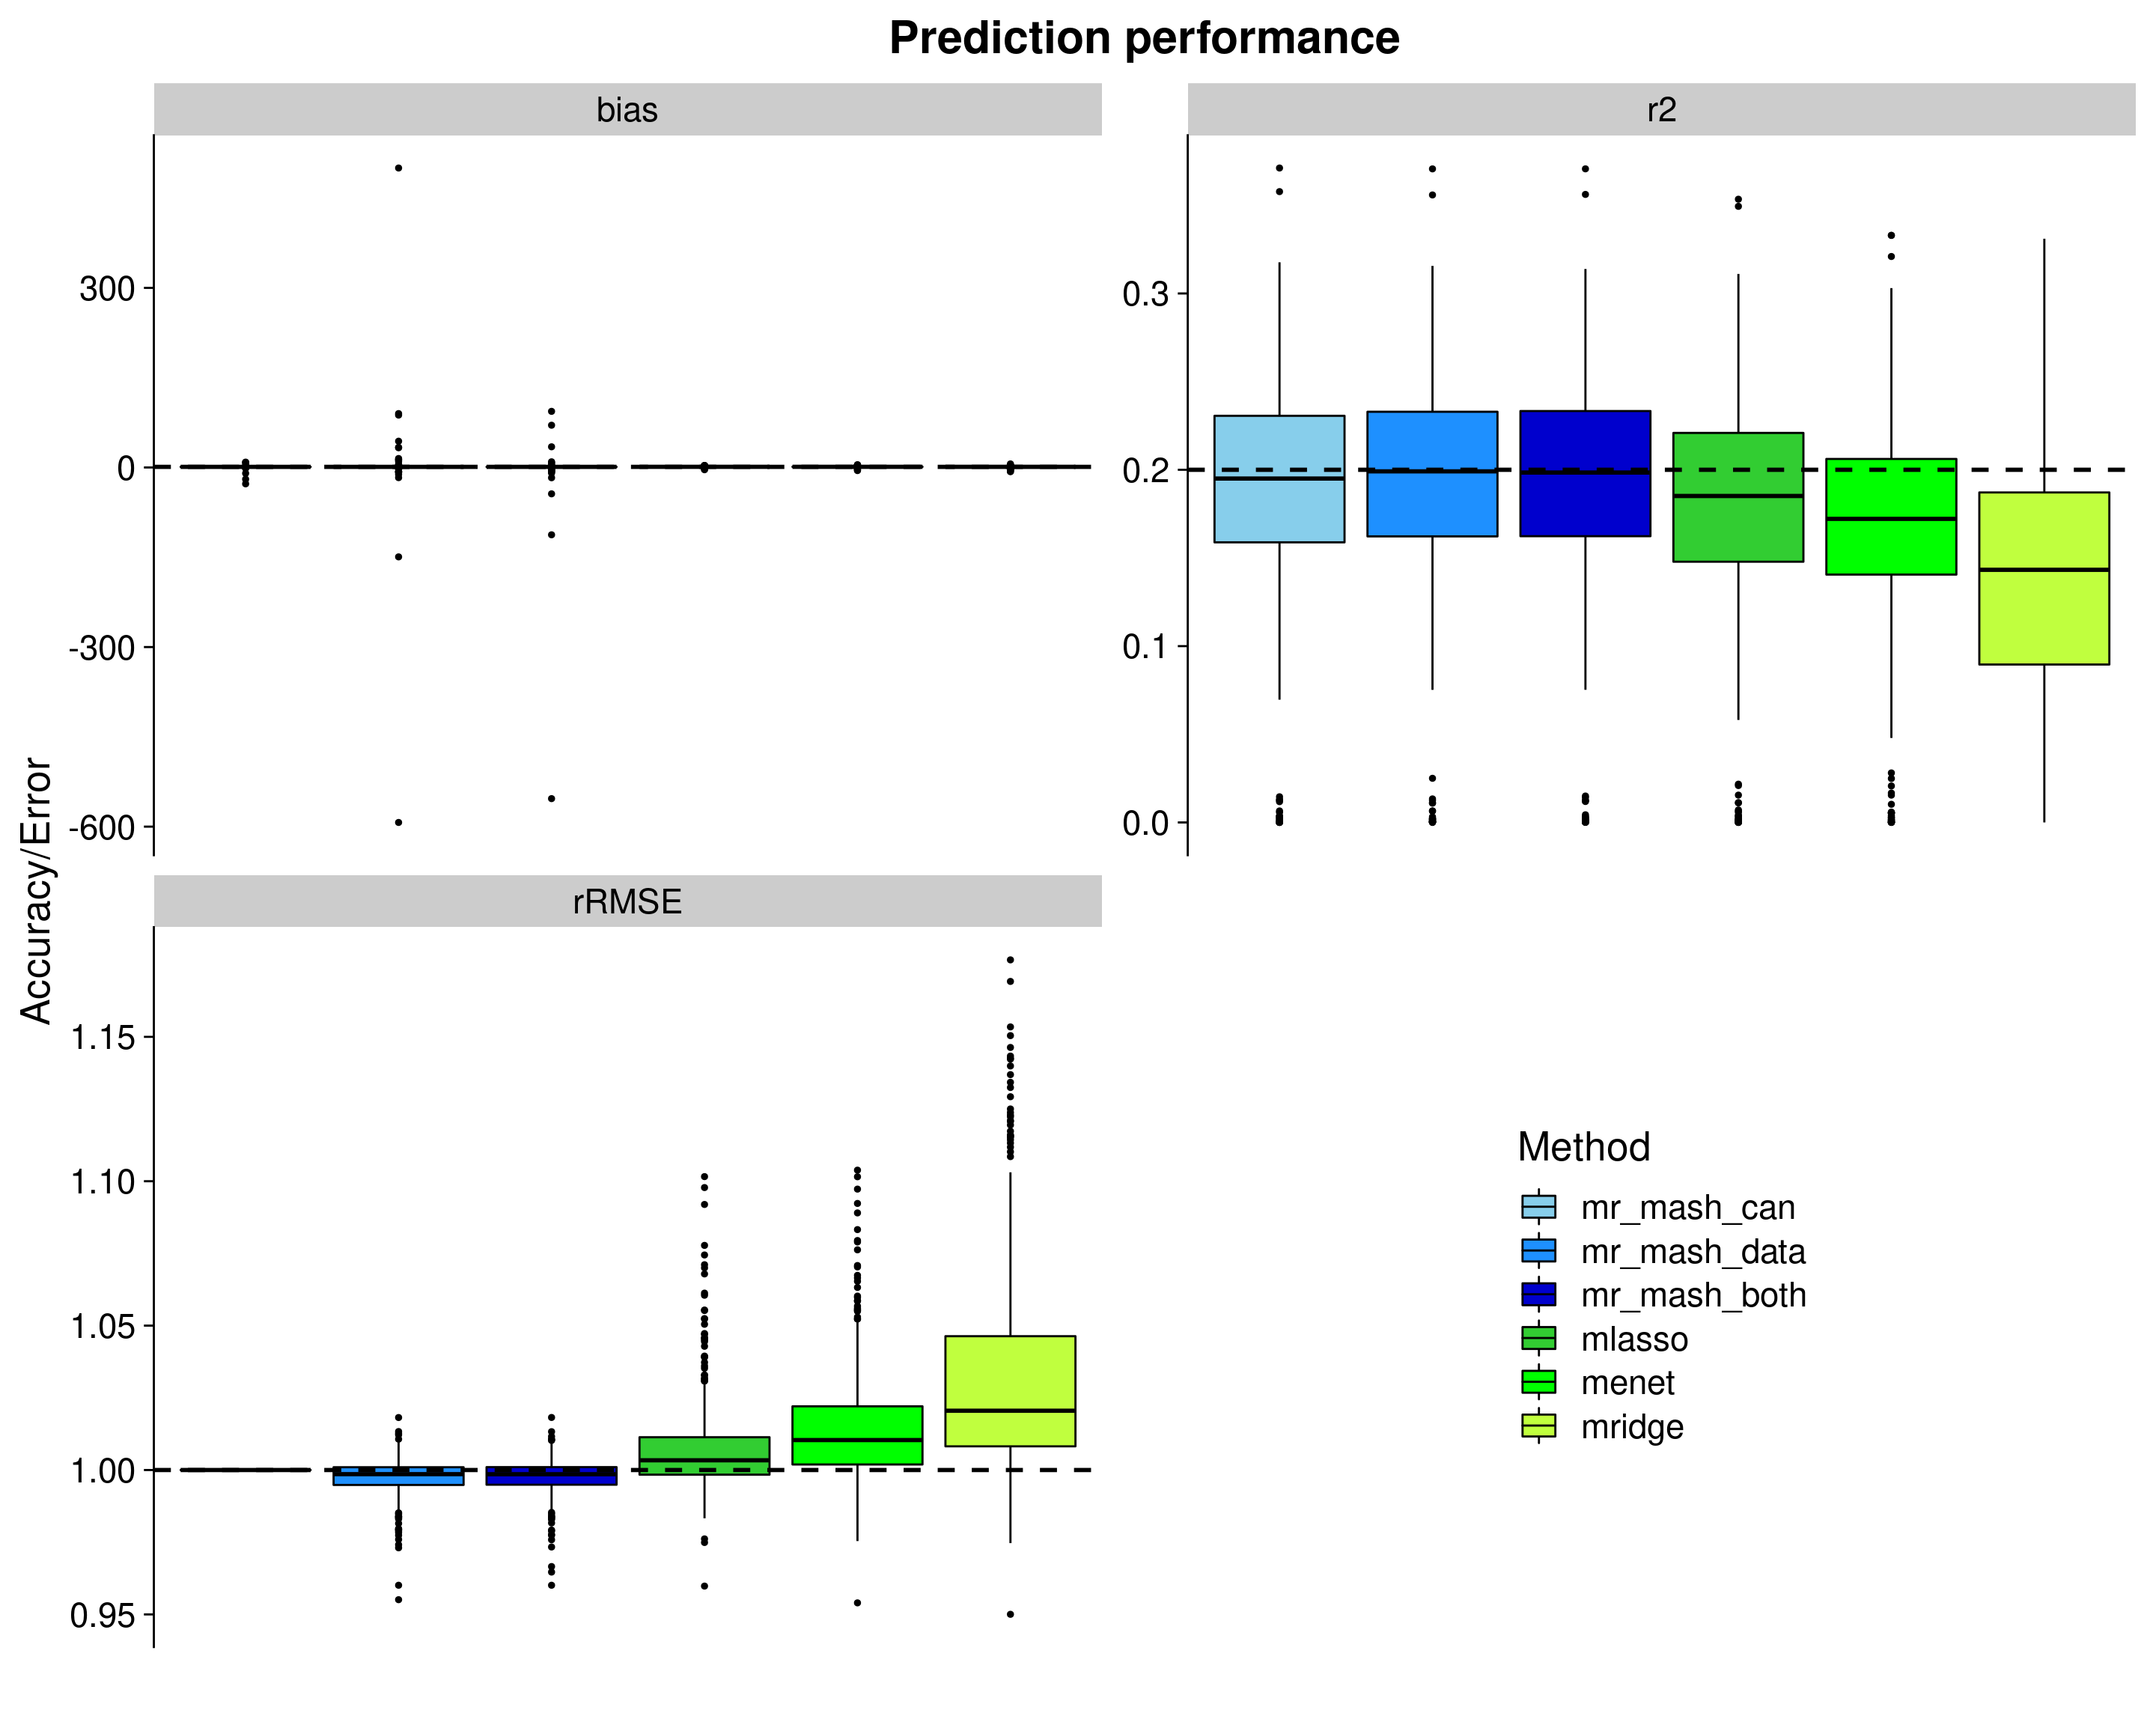 Prediction performance
bias
r2
300
0
-300
-600
0.3
0.2
0.1
0.0
Accuracy/Error
rRMSE
1.15
1.10
1.05
1.00
0.95
Method
mr_mash_can
mr_mash_data
mr_mash_both
mlasso
menet
mridge